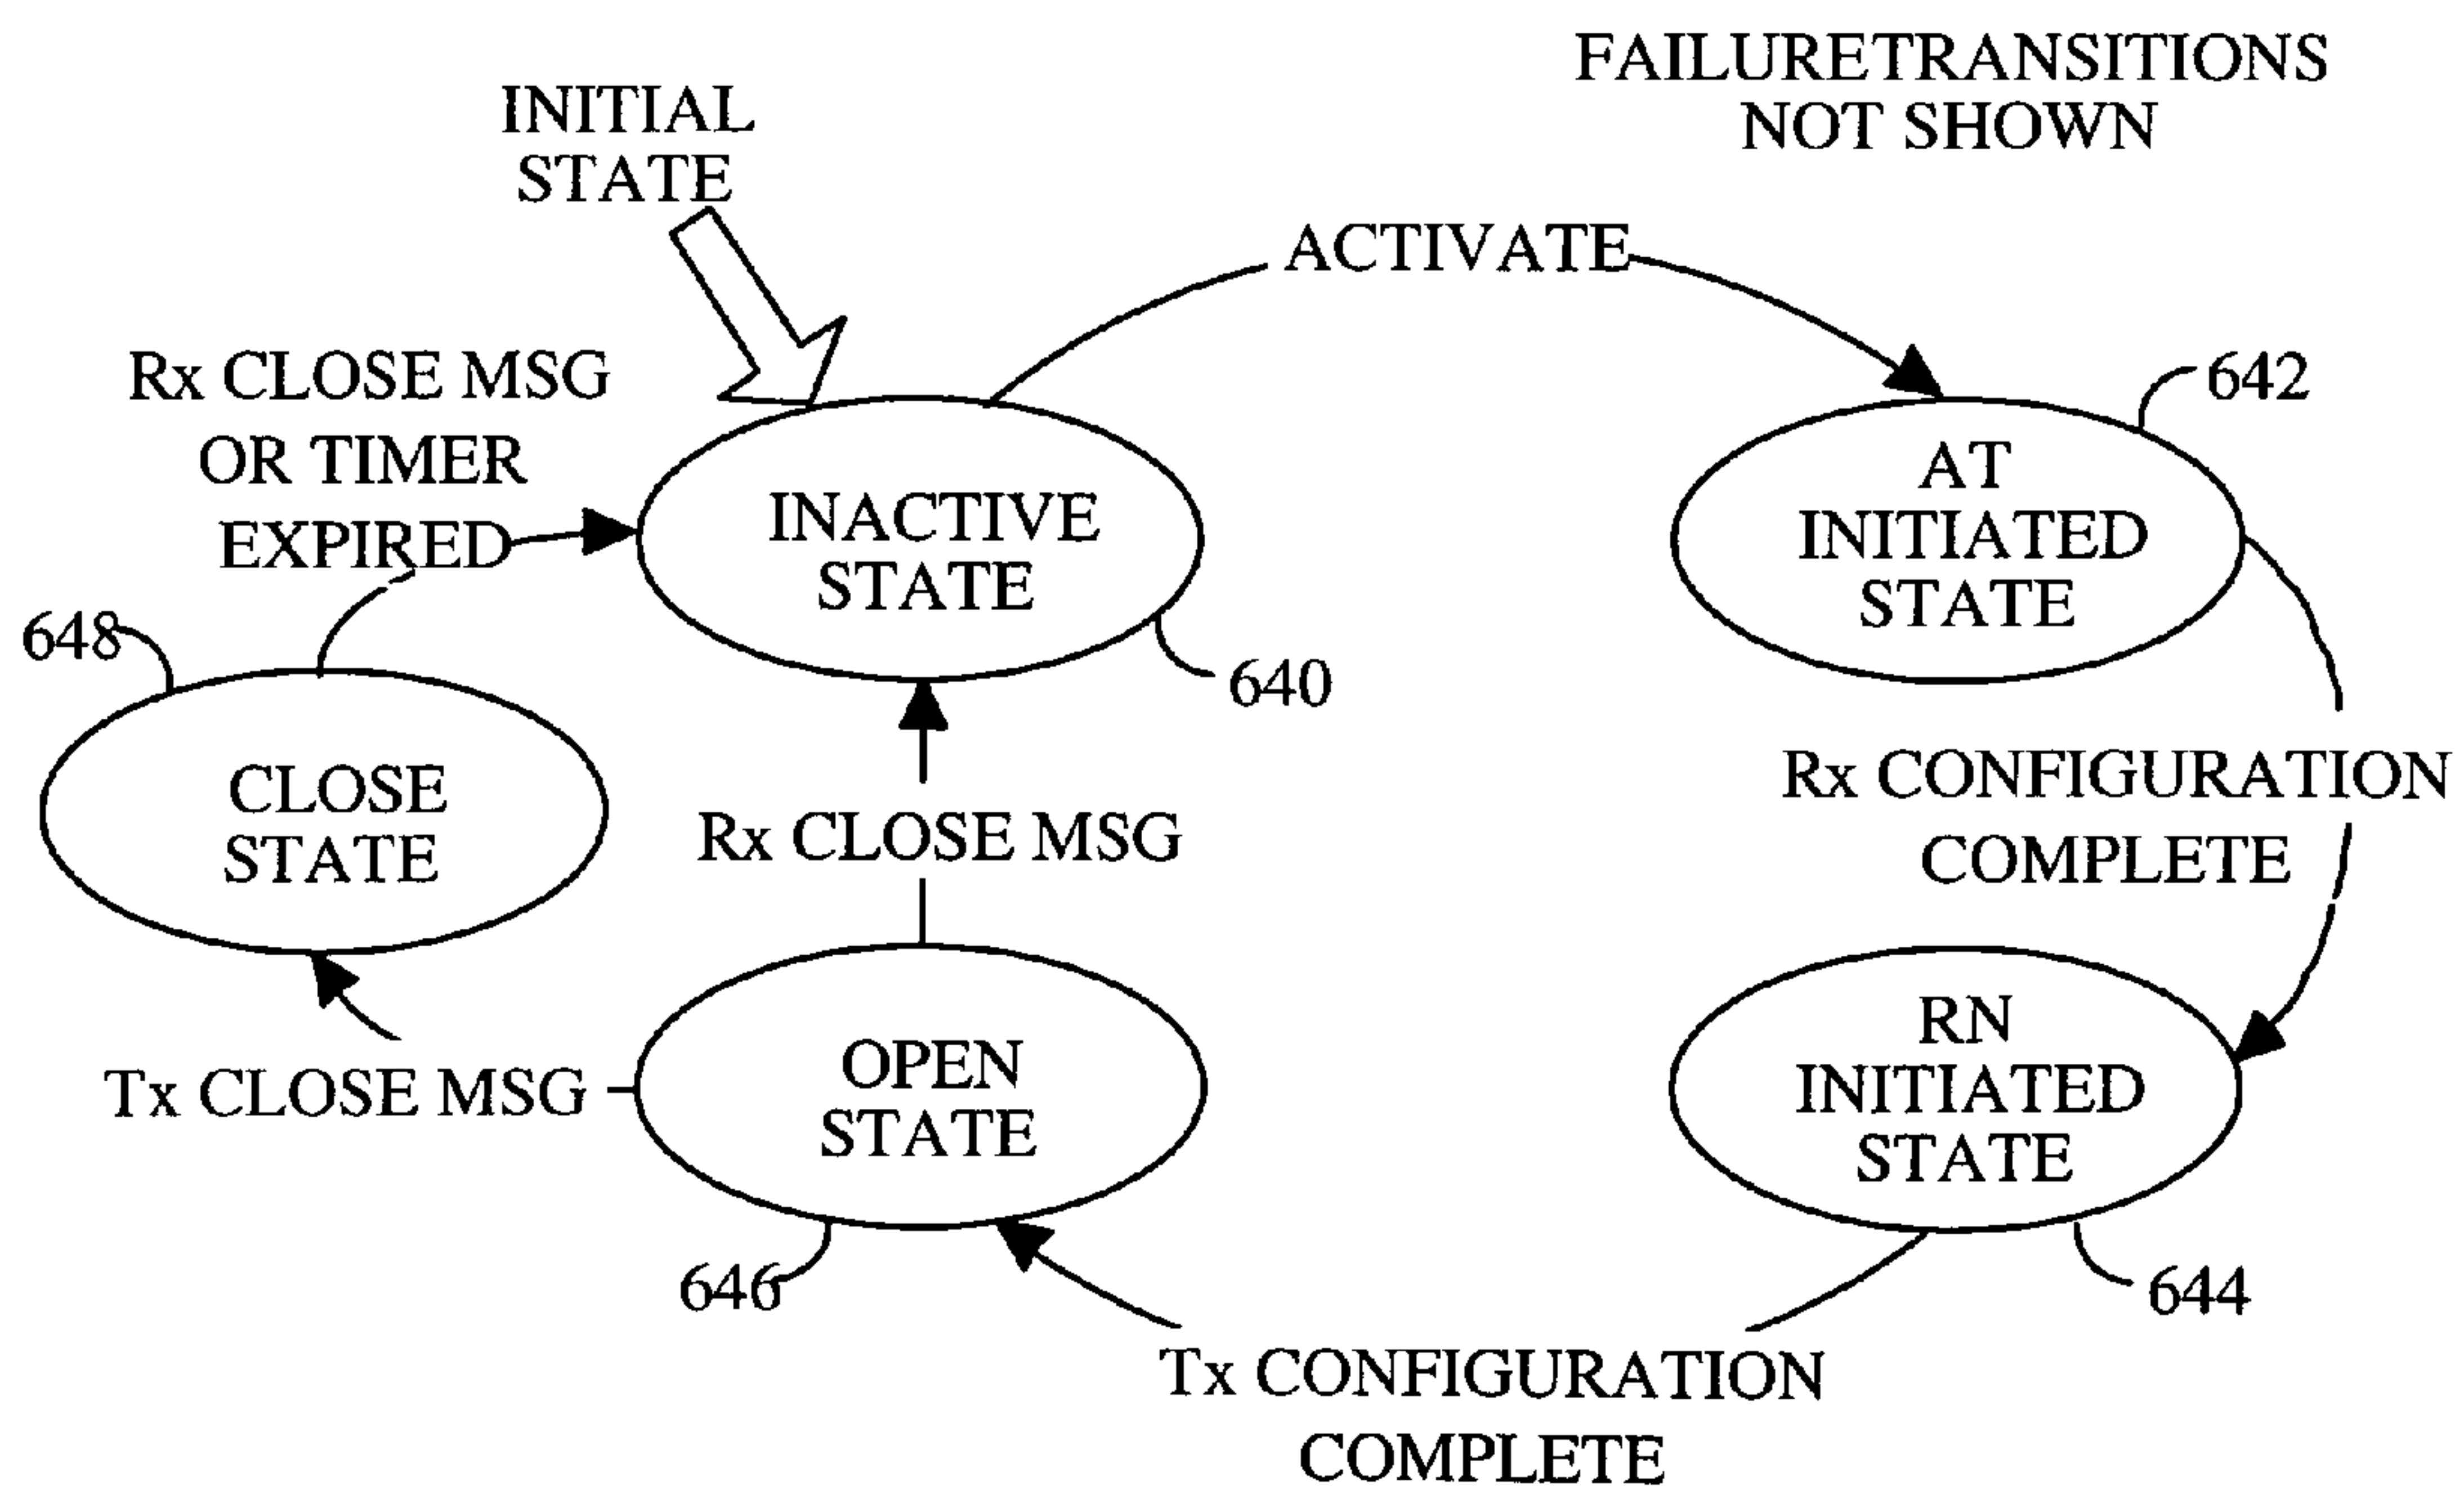 FAILURETRANSITIONS
NOT SHOWN
INITIAL
STATE
ACTIVATE
Rx CLOSE MSG
OR TIMER
EXPIRED
642
AT
INITIATED
STATE
INACTIVE
STATE
648
640
CLOSE
STATE
Rx CLOSE MSG
Rx CONFIGURATION
COMPLETE
RN
INITIATED
STATE
OPEN
STATE
Tx CLOSE MSG
646
644
Tx CONFIGURATION
COMPLETE